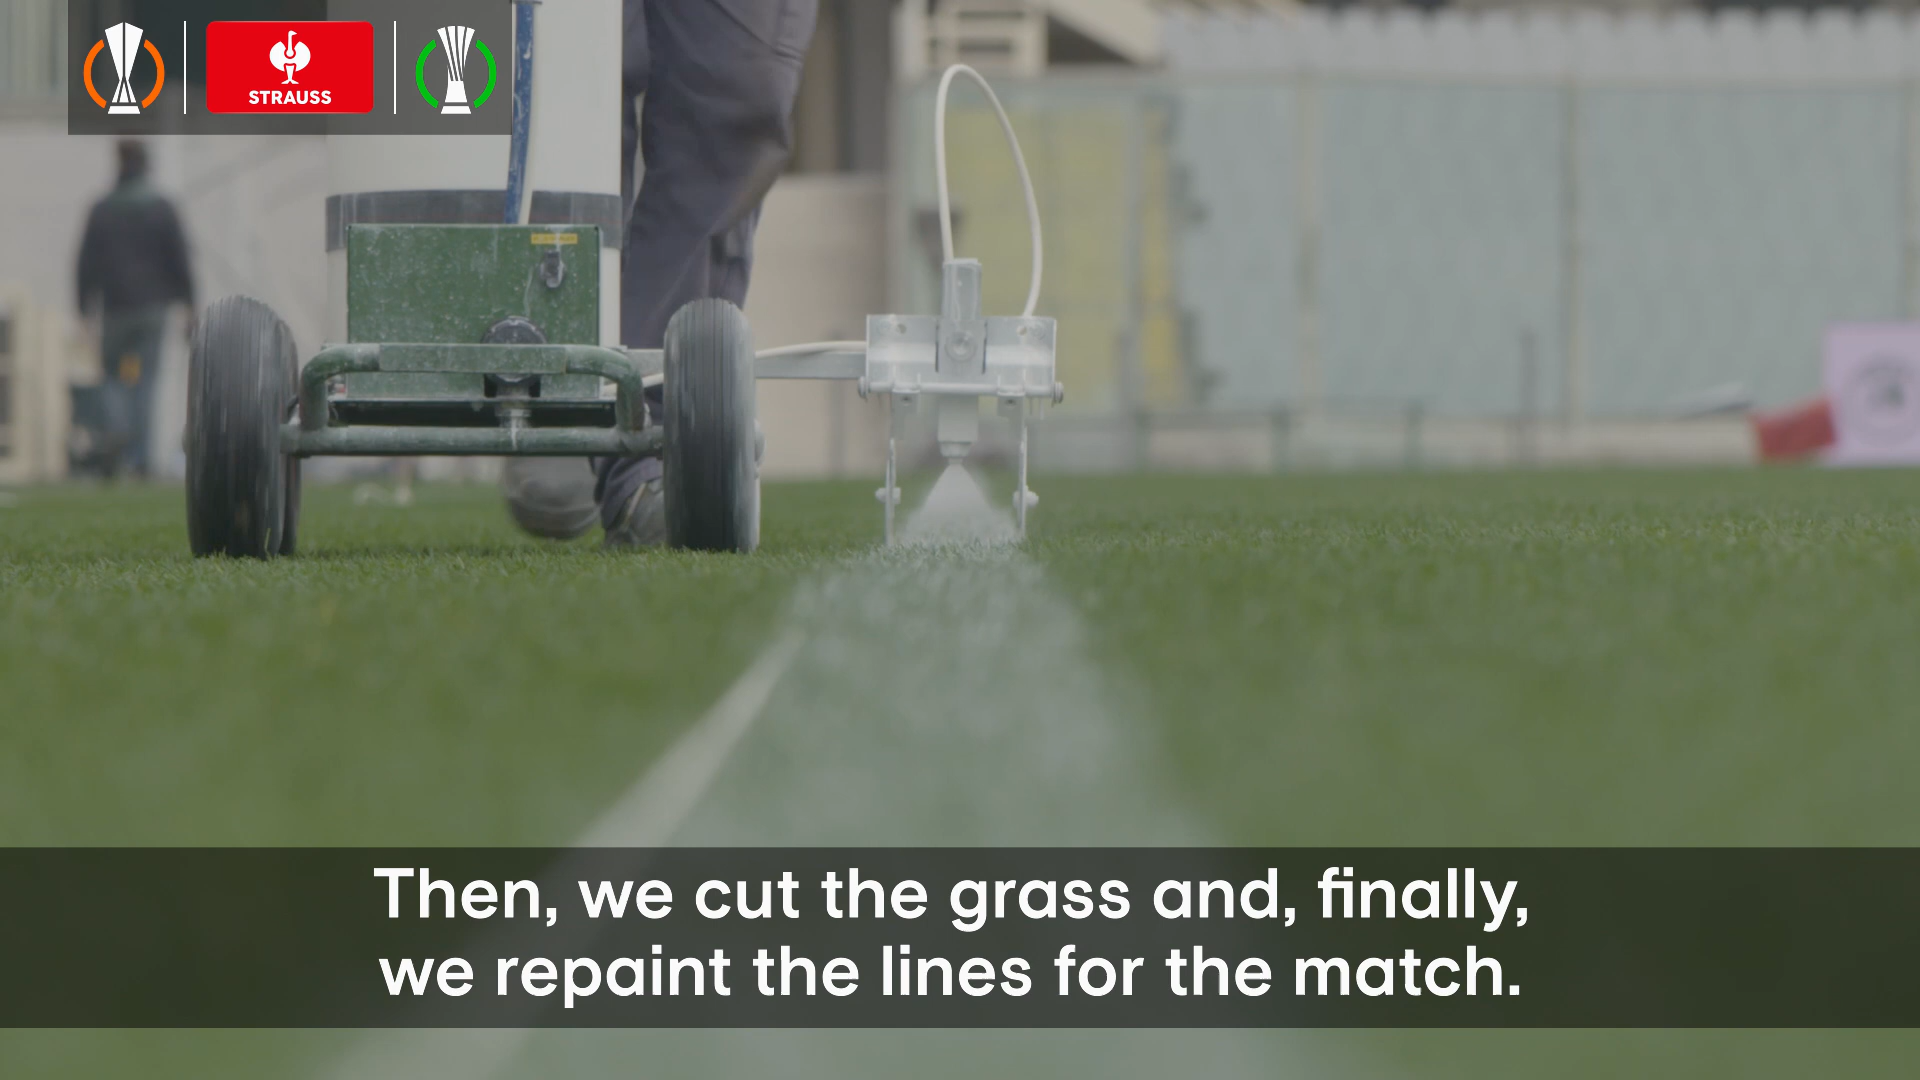 STRAUSS
Then, we cut the grass and, finally,
we repaint the lines for the match.